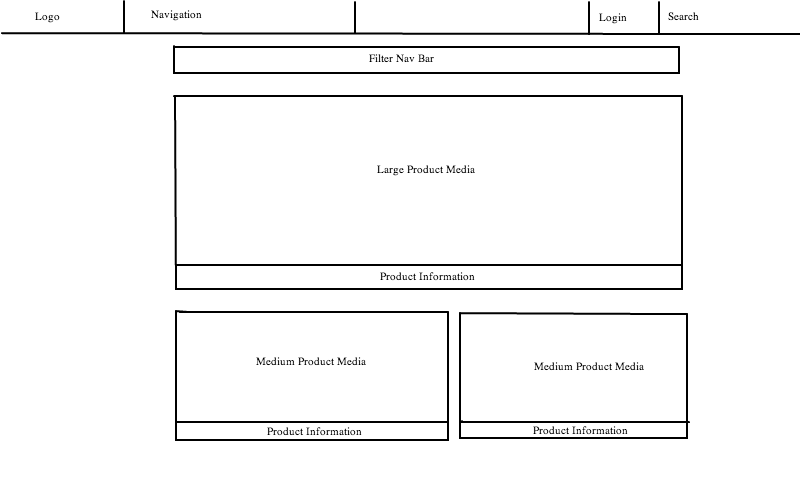 Logo
Navigation
Login
Search
Filter Nav Bar
Large Product Media
Product Information
Medium Product Media
Medium Product Media
Product Information
Product Information